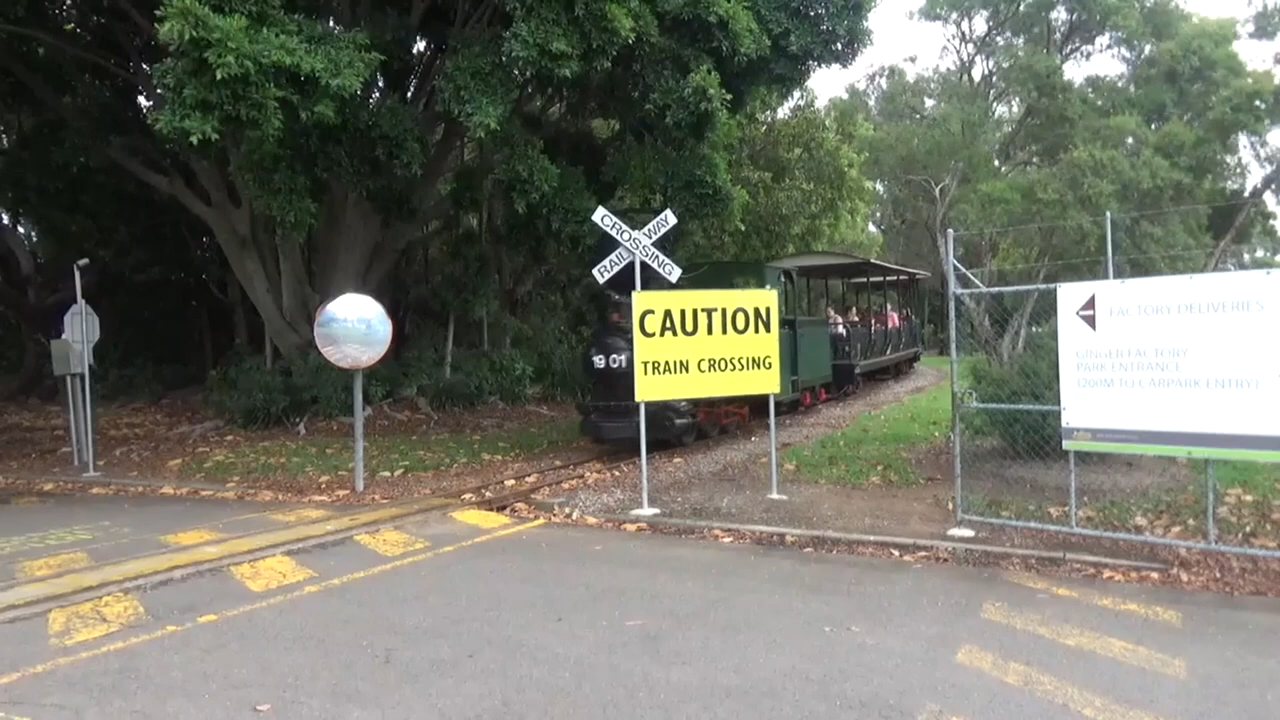 RAILWAY
CROSSING
CAUTION
TRAIN CROSSING
1901
FACTORY DELIVERIES
GINGER FACTORY
PARK ENTRANCE
(200M TO CARPARK ENTRY)